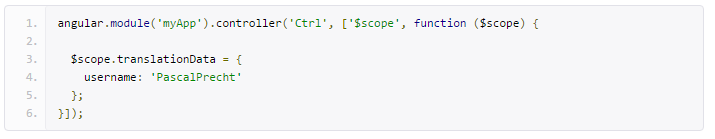 1. angular.module('myApp').controller('Ctrl', ['$scope', function ($scope) {
2.
3.   $scope.translationData = {
4.     username: 'PascalPrecht'
5.   };
6. }]);